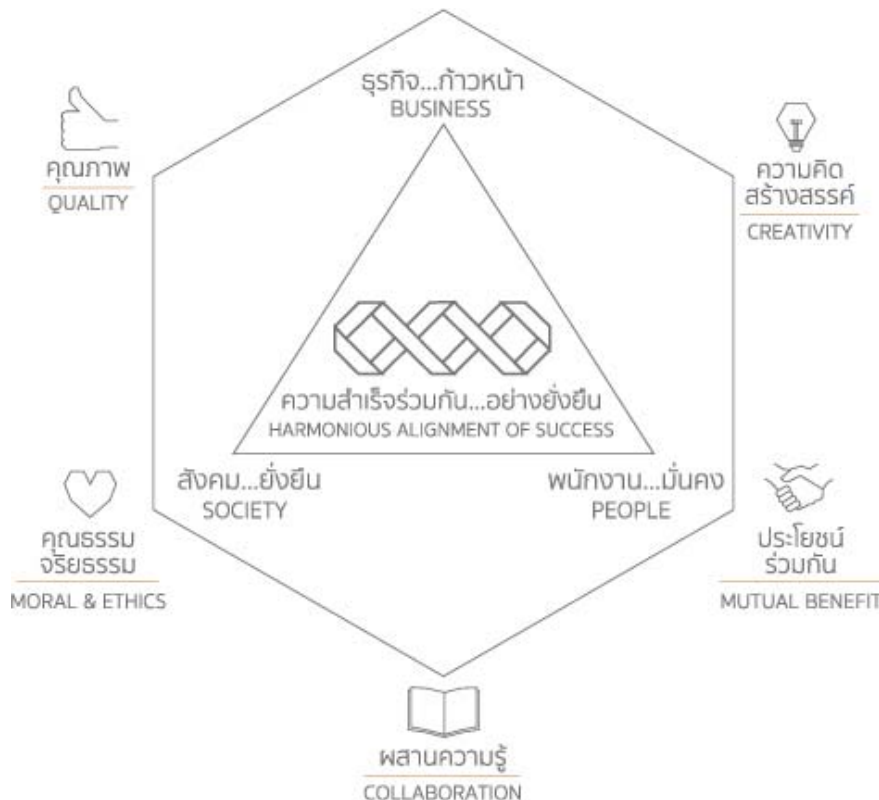 ธุรกิจ...ก้าวหน้า
BUSINESS
คุณภาพ
QUALITY
ความคิด
สร้างสรรค์
CREATIVITY
ความสำเร็จร่วมกัน...อย่างยั่งยืน
HARMONIOUS ALIGNMENT OF SUCCESS
สังคม...ยั่งยืน
SOCIETY
พนักงาน...มั่นคง
PEOPLE
คุณธรรม
จริยธรรม
MORAL & ETHICS
ประโยชน์
ร่วมกัน
MUTUAL BENEFIT
ผสานความรู้
COLLABORATION